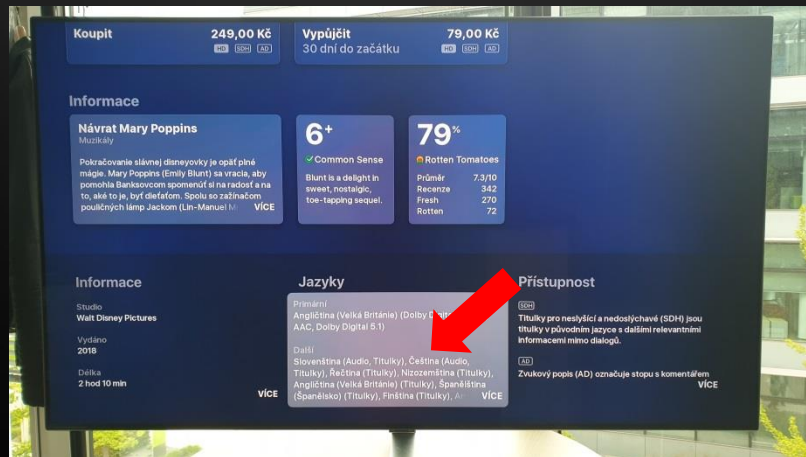 Koupit 249,00 Kč
HD SDH AD
Vypůjčit 79,00 Kč
30 dní do začátku HD SDH AD
Informace
Návrat Mary Poppins
Muzikály
Pokračovanie slávnej disneyovky je opäť plné
mágie. Mary Poppins (Emily Blunt) sa vracia, aby
pomohla Banksovcom spomenúť si na radosť a na
to, aké to je, byť dieťaťom. Spolu so zažínačom
pouličných lámp Jackom (Lin-Manuel M VÍCE
6+
Common Sense
Blunt is a delight in
sweet, nostalgic,
toe-tapping sequel.
79%
Rotten Tomatoes
Průměr 7.3/10
Recenze 342
Fresh 270
Rotten 72
Informace
Studio
Walt Disney Pictures
Vydáno
2018
Délka
2 hod 10 min
VÍCE
Jazyky
Primární
Angličtina (Velká Británie) (Dolby
AAC, Dolby Digital 5.1)
Další
Slovenština (Audio, Titulky), Čeština (Audio,
Titulky), Řečtina (Titulky), Nizozemština (Titulky),
Angličtina (Velká Británie) (Titulky), Španělština
(Španělsko) (Titulky), Finština (Titulky), VÍCE
Přístupnost
SDH
Titulky pro neslyšící a nedoslýchavé (SDH) jsou
titulky v původním jazyce s dalšími relevantními
informacemi mimo dialogů.
AD
Zvukový popis (AD) označuje stopu s komentářem
VÍCE